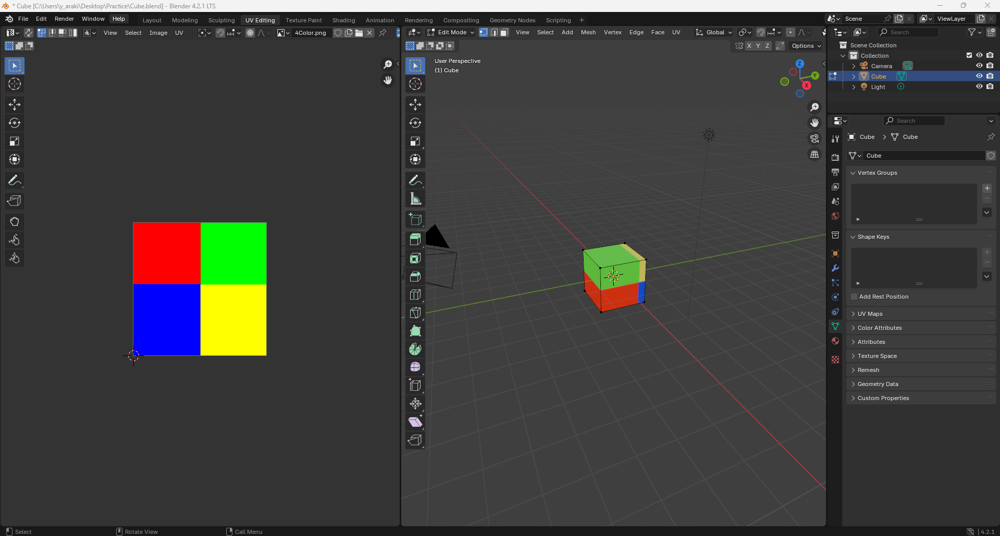 * Cube [C:\Users\y_araki\Desktop\Practice\Cube.blend] - Blender 4.2.1 LTS
File Edit Render Window Help Layout Modeling Sculpting UV Editing Texture Paint Shading Animation Rendering Compositing Geometry Nodes Scripting + Scene ViewLayer
View Select Image UV 4Color.png
Edit Mode View Select Add Mesh Vertex Edge Face UV Global
X Y Z Options
User Perspective
(1) Cube
Z
Y
X
Search
Scene Collection
Collection
Camera
Cube
Light
Search
Cube > Cube
Cube
Vertex Groups
Shape Keys
Add Rest Position
UV Maps
Color Attributes
Attributes
Texture Space
Remesh
Geometry Data
Custom Properties
Select Rotate View Call Menu 4.2.1